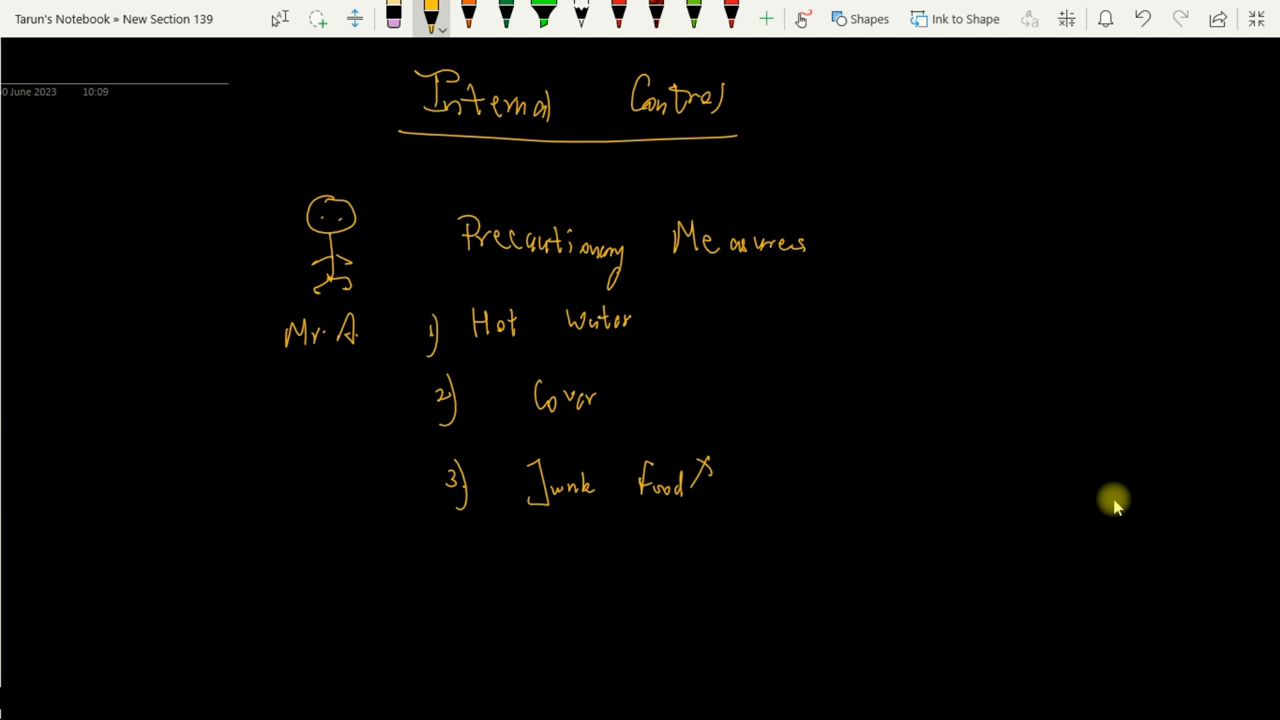 Tarun's Notebook » New Section 139
Shapes
Ink to Shape
0 June 2023 10:09
Internal Control
Precautionary Measures
Mr. A
1) Hot Water
2) Cover
3) Junk Food X